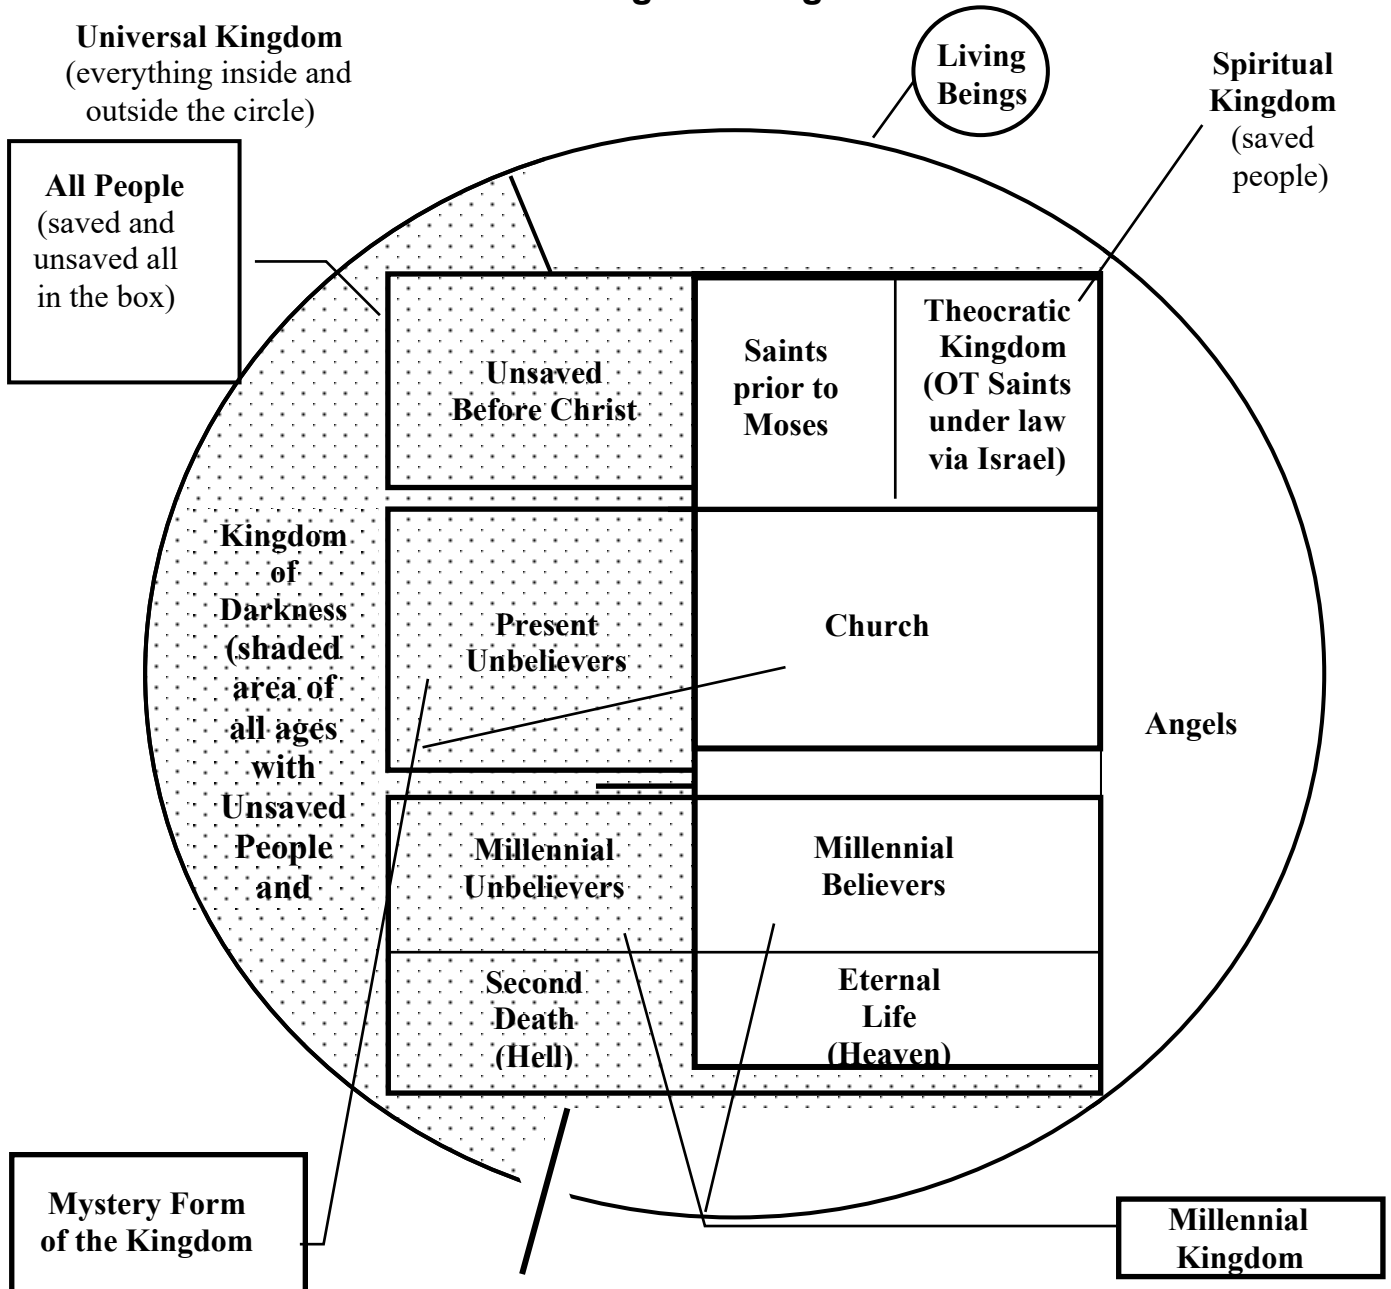 Universal Kingdom
(everything inside and
outside the circle)
Living
Beings
Spiritual
Kingdom
(saved
people)
All People
(saved and
unsaved all
in the box)
Unsaved
Before Christ
Saints
prior to
Moses
Theocratic
Kingdom
(OT Saints
under law
via Israel)
Kingdom
of
Darkness
(shaded
area of
all ages
with
Unsaved
People
and
Present
Unbelievers
Church
Angels
Millennial
Unbelievers
Millennial
Believers
Second
Death
(Hell)
Eternal
Life
(Heaven)
Mystery Form
of the Kingdom
Millennial
Kingdom